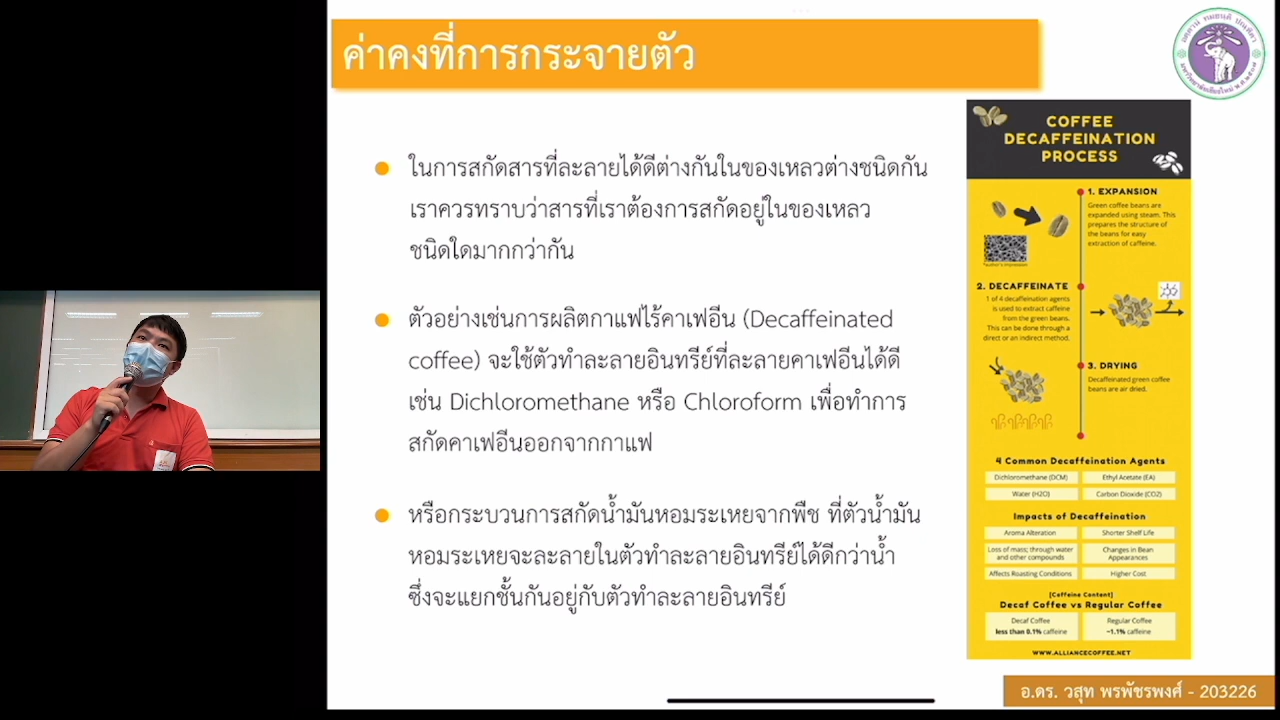 ค่าคงที่การกระจายตัว
ในการสกัดสารที่ละลายได้ดีต่างกันในของเหลวต่างชนิดกัน
เราควรทราบว่าสารที่เราต้องการสกัดอยู่ในของเหลว
ชนิดใดมากกว่ากัน
ตัวอย่างเช่นการผลิตกาแฟไร้คาเฟอีน (Decaffeinated
coffee) จะใช้ตัวทำละลายอินทรีย์ที่ละลายคาเฟอีนได้ดี
เช่น Dichloromethane หรือ Chloroform เพื่อทำการ
สกัดคาเฟอีนออกจากกาแฟ
หรือกระบวนการสกัดน้ำมันหอมระเหยจากพืช ที่ตัวน้ำมัน
หอมระเหยจะละลายในตัวทำละลายอินทรีย์ได้ดีกว่าน้ำ
ซึ่งจะแยกชั้นกันอยู่กับตัวทำละลายอินทรีย์
COFFEE
DECAFFEINATION
PROCESS
1. EXPANSION
Green coffee beans are
expanded using steam. This
prepares the structure of
the beans for easy
extraction of caffeine.
*author's impression
2. DECAFFEINATE
1 of 4 decaffeination agents
is used to extract caffeine
from the green beans.
This can be done through a
direct or an indirect method.
3. DRYING
Decaffeinated green coffee
beans are air dried.
4 Common Decaffeination Agents
Dichloromethane (DCM)
Ethyl Acetate (EA)
Water (H2O)
Carbon Dioxide (CO2)
Impacts of Decaffeination
Aroma Alteration
Shorter Shelf Life
Loss of mass; through water
and other compounds
Changes in Bean
Appearances
Affects Roasting Conditions
Higher Cost
[Caffeine Content]
Decaf Coffee vs Regular Coffee
Decaf Coffee
less than 0.1% caffeine
Regular Coffee
~1.1% caffeine
WWW.ALLIANCECOFFEE.NET
อ.ดร. วสุท พรพัชรพงศ์ - 203226